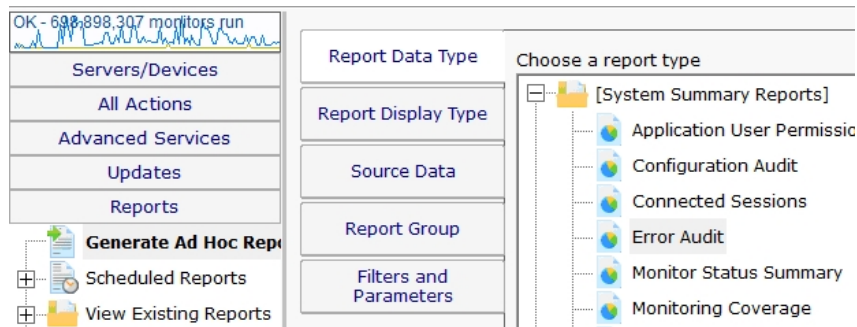 OK - 698,898,307 monitors run
Servers/Devices
All Actions
Advanced Services
Updates
Reports
Generate Ad Hoc Repo
Scheduled Reports
View Existing Reports
Report Data Type
Report Display Type
Source Data
Report Group
Filters and
Parameters
Choose a report type
[System Summary Reports]
Application User Permissio
Configuration Audit
Connected Sessions
Error Audit
Monitor Status Summary
Monitoring Coverage